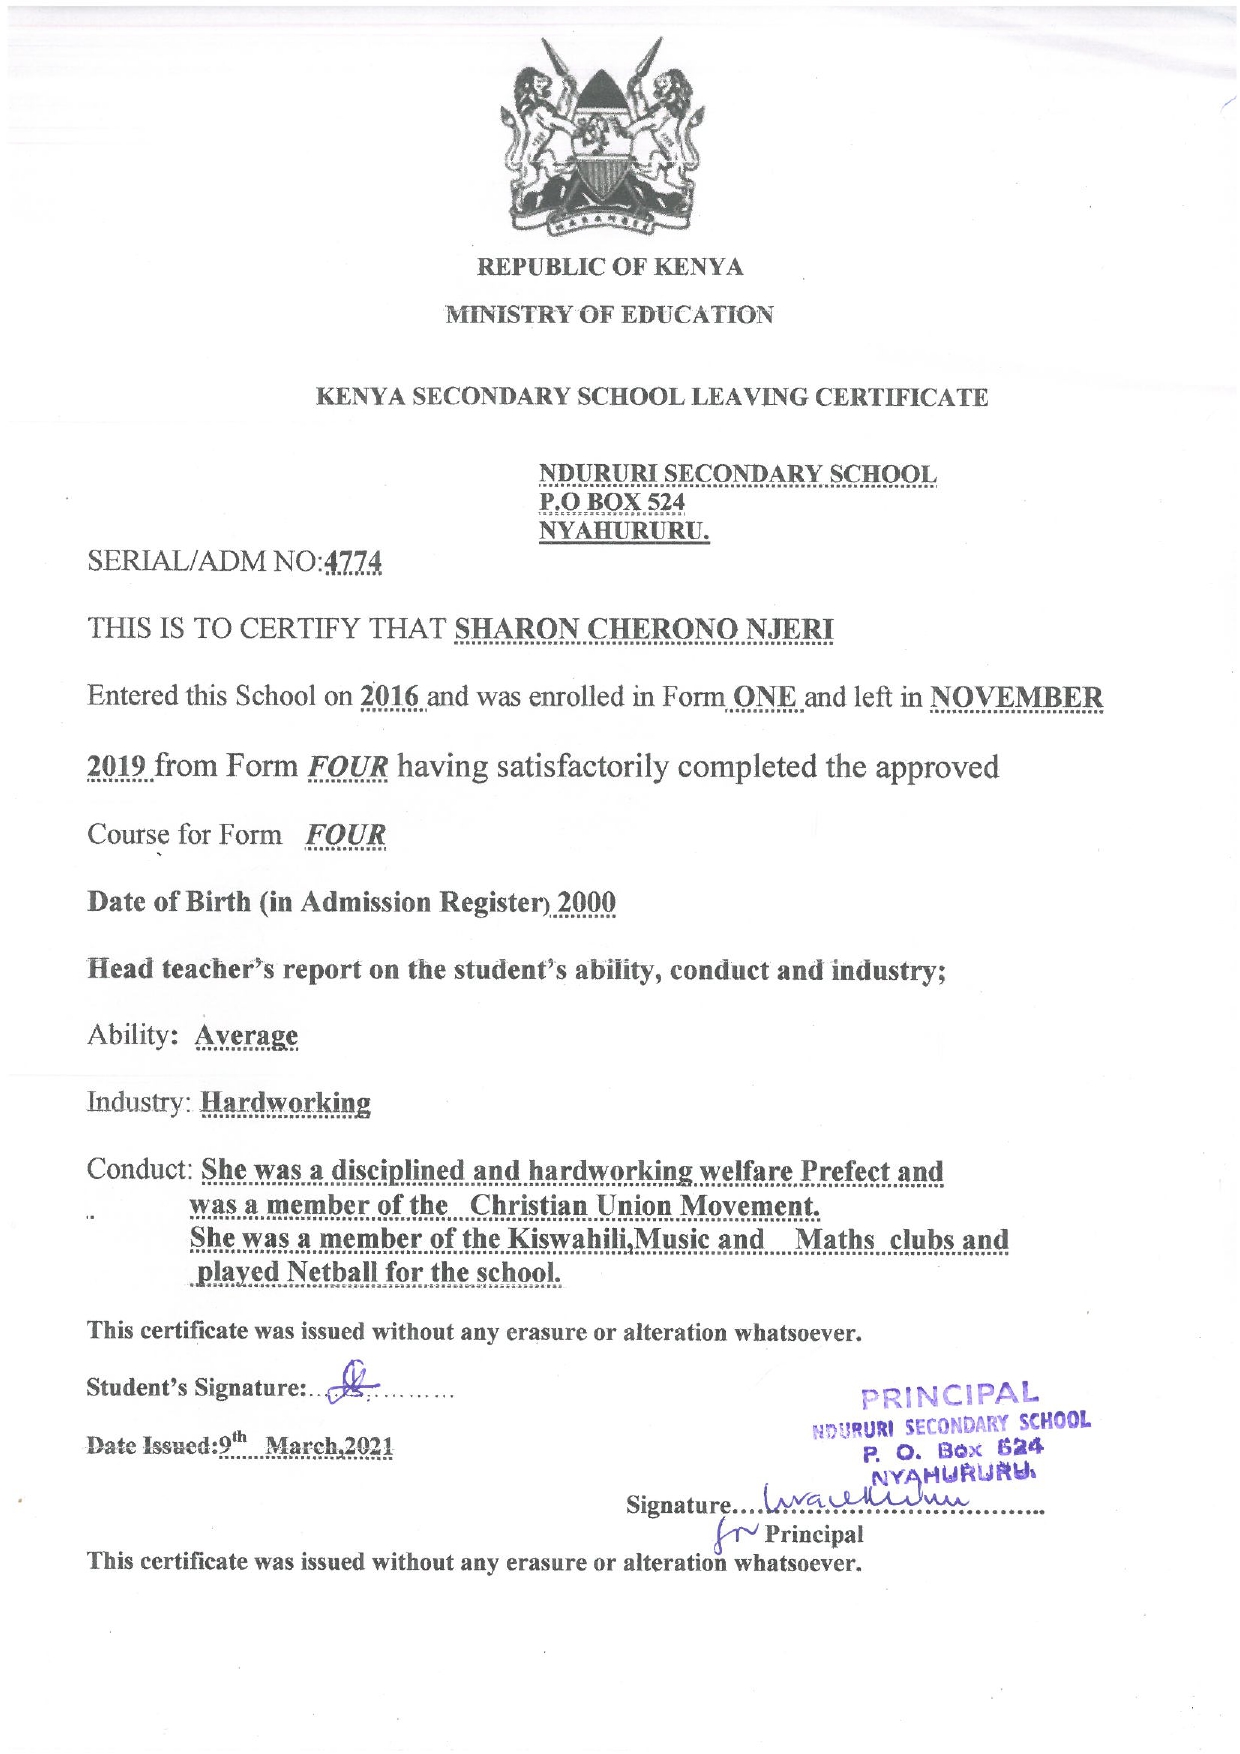 HARAMBEE
REPUBLIC OF KENYA
MINISTRY OF EDUCATION
KENYA SECONDARY SCHOOL LEAVING CERTIFICATE
NDURURI SECONDARY SCHOOL
P.O BOX 524
NYAHURURU.
SERIAL/ADM NO:4774
THIS IS TO CERTIFY THAT SHARON CHERONO NJERI
Entered this School on 2016 and was enrolled in Form ONE and left in NOVEMBER
2019 from Form FOUR having satisfactorily completed the approved
Course for Form FOUR
Date of Birth (in Admission Register) 2000
Head teacher's report on the student's ability, conduct and industry;
Ability: Average
Industry: Hardworking
Conduct: She was a disciplined and hardworking welfare Prefect and
was a member of the Christian Union Movement.
She was a member of the Kiswahili,Music and Maths clubs and
played Netball for the school.
This certificate was issued without any erasure or alteration whatsoever.
Student's Signature:..............
Date Issued:9th March,2021
PRINCIPAL
NDURURI SECONDARY SCHOOL
P. O. Box 524
NYAHURURU.
Signature..............................
for Principal
This certificate was issued without any erasure or alteration whatsoever.